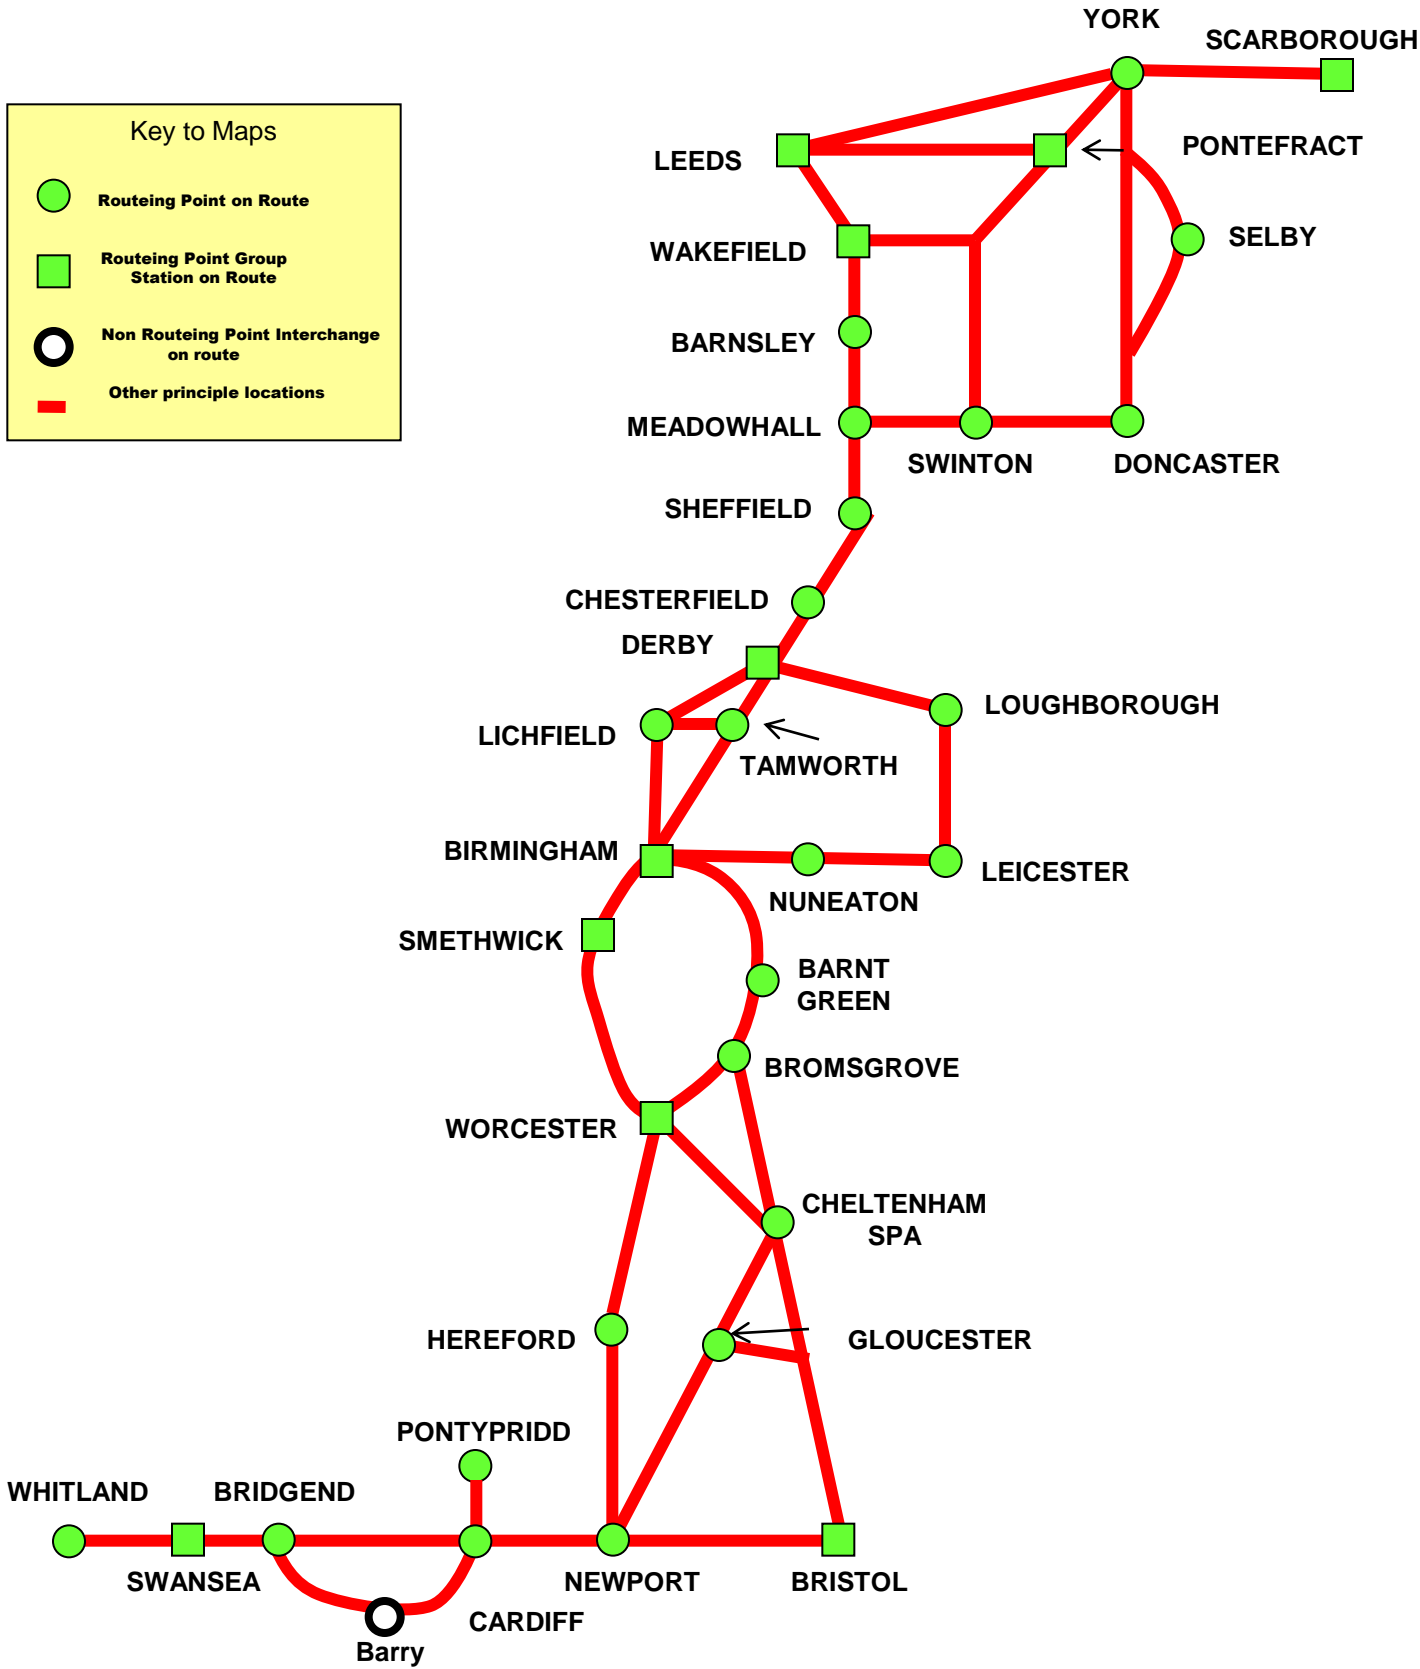 YORK
SCARBOROUGH
Key to Maps
Routeing Point on Route
Routeing Point Group
Station on Route
Non Routeing Point Interchange
on route
Other principle locations
LEEDS
PONTEFRACT
WAKEFIELD
SELBY
BARNSLEY
MEADOWHALL
SWINTON
DONCASTER
SHEFFIELD
CHESTERFIELD
DERBY
LOUGHBOROUGH
LICHFIELD
TAMWORTH
BIRMINGHAM
LEICESTER
NUNEATON
SMETHWICK
BARNT
GREEN
BROMSGROVE
WORCESTER
CHELTENHAM
SPA
HEREFORD
GLOUCESTER
PONTYPRIDD
WHITLAND
BRIDGEND
SWANSEA
NEWPORT
BRISTOL
CARDIFF
Barry